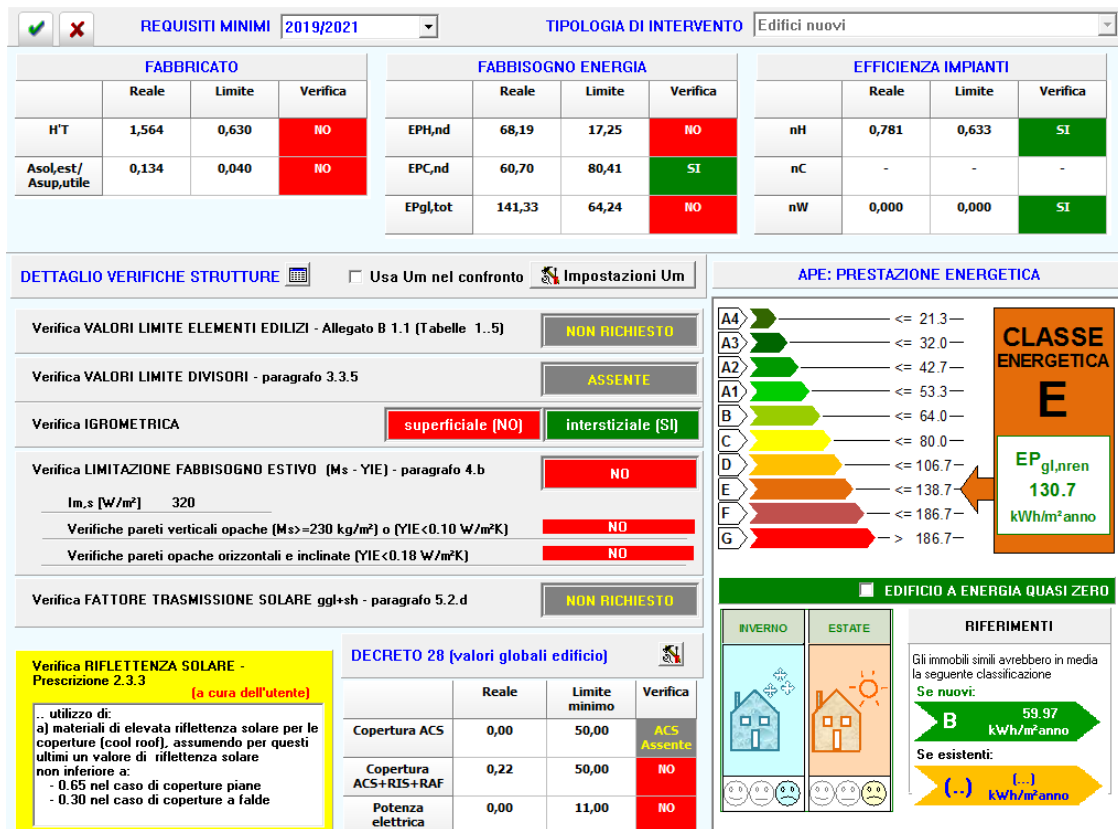 REQUISITI MINIMI 2019/2021 TIPOLOGIA DI INTERVENTO Edifici nuovi
FABBRICATO
Reale Limite Verifica
H'T 1,564 0,630 NO
Asol,est/ Asup,utile 0,134 0,040 NO
FABBISOGNO ENERGIA
Reale Limite Verifica
EPH,nd 68,19 17,25 NO
EPC,nd 60,70 80,41 SI
EPgl,tot 141,33 64,24 NO
EFFICIENZA IMPIANTI
Reale Limite Verifica
nH 0,781 0,633 SI
nC - - -
nW 0,000 0,000 SI
DETTAGLIO VERIFICHE STRUTTURE Usa Um nel confronto Impostazioni Um
Verifica VALORI LIMITE ELEMENTI EDILIZI - Allegato B 1.1 (Tabelle 1..5) NON RICHIESTO
Verifica VALORI LIMITE DIVISORI - paragrafo 3.3.5 ASSENTE
Verifica IGROMETRICA superficiale (NO) interstiziale (SI)
Verifica LIMITAZIONE FABBISOGNO ESTIVO (Ms - YIE) - paragrafo 4.b NO
Im,s [W/m²] 320
Verifiche pareti verticali opache (Ms>=230 kg/m²) o (YIE<0.10 W/m²K) NO
Verifiche pareti opache orizzontali e inclinate (YIE<0.18 W/m²K) NO
Verifica FATTORE TRASMISSIONE SOLARE ggl+sh - paragrafo 5.2.d NON RICHIESTO
Verifica RIFLETTENZA SOLARE -
Prescrizione 2.3.3
(a cura dell'utente)
.. utilizzo di:
a) materiali di elevata riflettenza solare per le
coperture (cool roof), assumendo per questi
ultimi un valore di riflettenza solare
non inferiore a:
- 0.65 nel caso di coperture piane
- 0.30 nel caso di coperture a falde
DECRETO 28 (valori globali edificio)
Reale Limite minimo Verifica
Copertura ACS 0,00 50,00 ACS Assente
Copertura ACS+RIS+RAF 0,22 50,00 NO
Potenza elettrica 0,00 11,00 NO
APE: PRESTAZIONE ENERGETICA
A4 <= 21.3
A3 <= 32.0
A2 <= 42.7
A1 <= 53.3
B <= 64.0
C <= 80.0
D <= 106.7
E <= 138.7
F <= 186.7
G > 186.7
CLASSE
ENERGETICA
E
EPgl,nren
130.7
kWh/m²anno
EDIFICIO A ENERGIA QUASI ZERO
INVERNO ESTATE
RIFERIMENTI
Gli immobili simili avrebbero in media
la seguente classificazione
Se nuovi:
B 59.97
kWh/m²anno
Se esistenti:
(..) (...)
kWh/m²anno